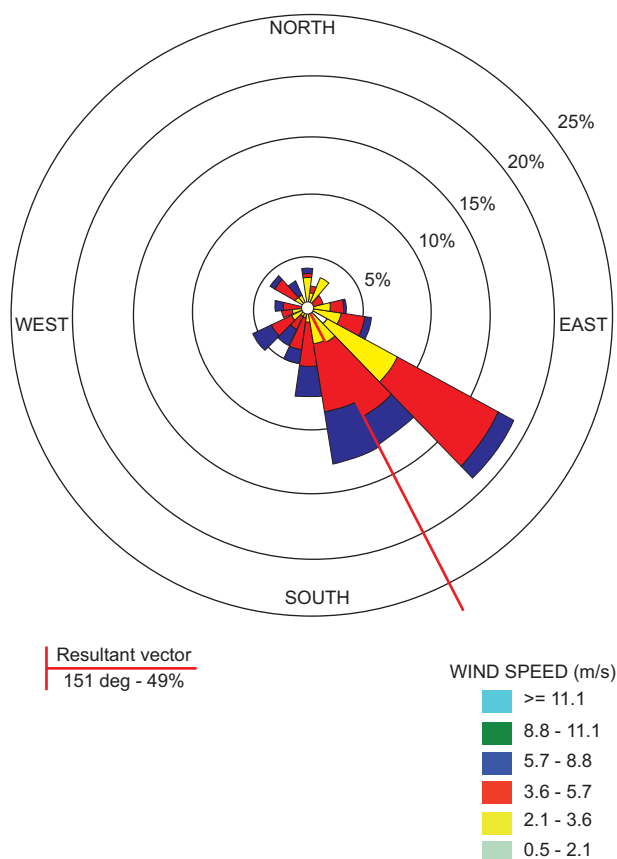 NORTH
25%
20%
15%
10%
5%
WEST
EAST
SOUTH
Resultant vector
151 deg - 49%
WIND SPEED (m/s)
>= 11.1
8.8 - 11.1
5.7 - 8.8
3.6 - 5.7
2.1 - 3.6
0.5 - 2.1